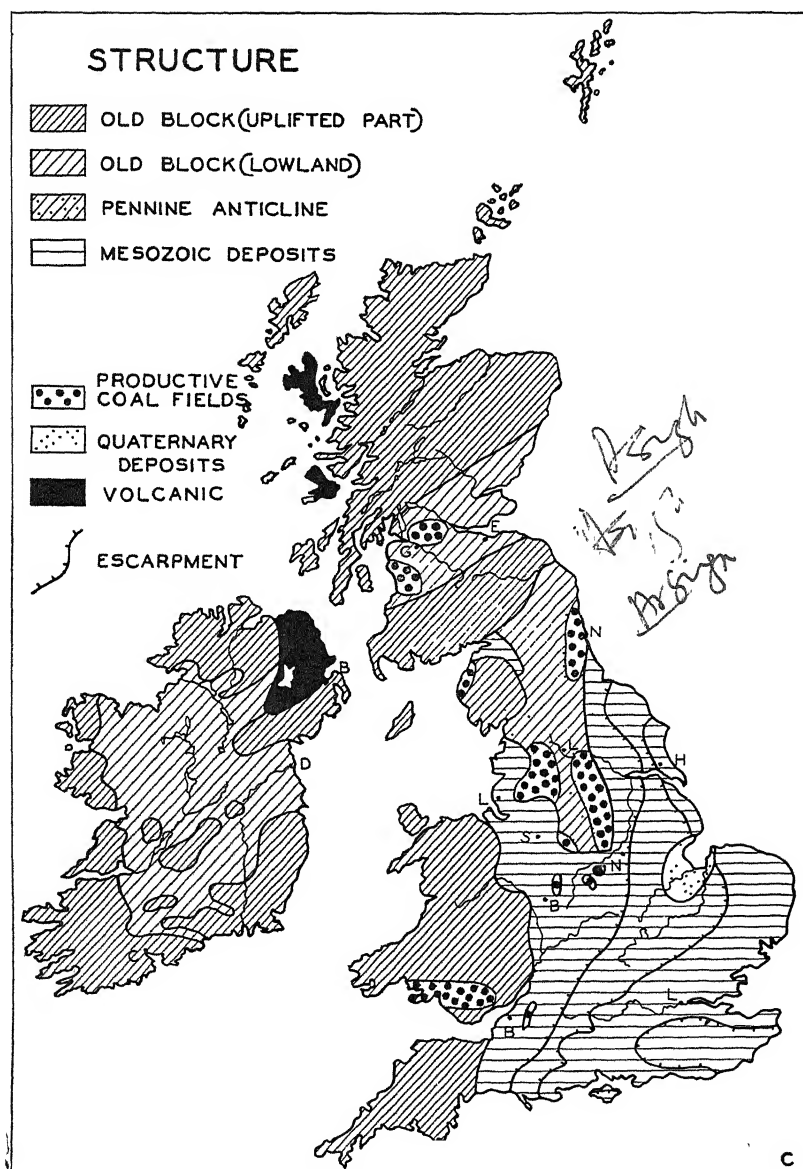 STRUCTURE
OLD BLOCK (UPLIFTED PART)
OLD BLOCK (LOWLAND)
PENNINE ANTICLINE
MESOZOIC DEPOSITS
PRODUCTIVE
COAL FIELDS
QUATERNARY
DEPOSITS
VOLCANIC
ESCARPMENT
E
G
N
B
D
H
L
L
S
N
B
C
L
B
C